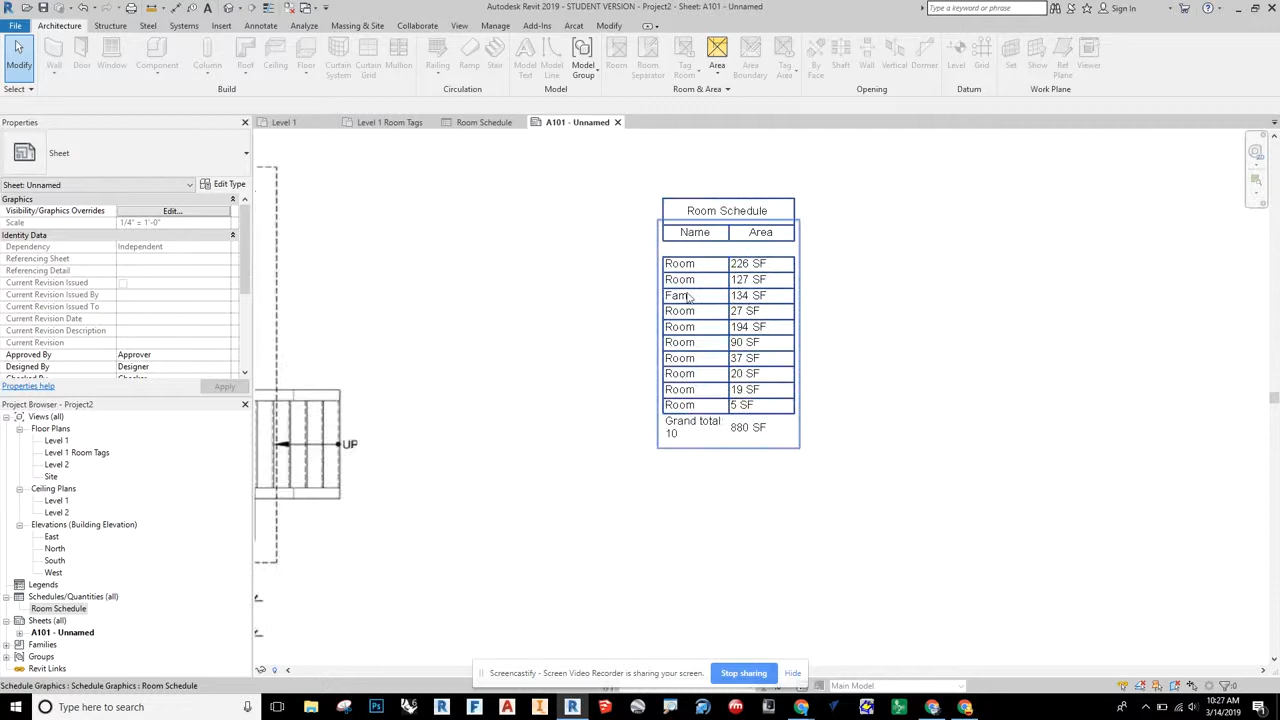 Autodesk Revit 2019 - STUDENT VERSION - Project2 - Sheet: A101 - Unnamed
Type a keyword or phrase
Sign In
File Architecture Structure Steel Systems Insert Annotate Analyze Massing & Site Collaborate View Manage Add-Ins Arc Modify
Modify Wall Door Window Component Column Roof Ceiling Floor Curtain System Curtain Grid Mullion Railing Ramp Stair Model Text Model Line Model Group Room Room Separator Tag Room Area Area Boundary Tag Area By Face Shaft Wall Vertical Dormer Level Grid Set Show Ref Plane Viewer
Select Build Circulation Model Room & Area Opening Datum Work Plane
Properties
Level 1 Level 1 Room Tags Room Schedule A101 - Unnamed
Sheet
Sheet: Unnamed Edit Type
Graphics
Visibility/Graphics Overrides Edit...
Scale 1/4" = 1'-0"
Identity Data
Dependency Independent
Referencing Sheet
Referencing Detail
Current Revision Issued
Current Revision Issued By
Current Revision Issued To
Current Revision Date
Current Revision Description
Current Revision
Approved By Approver
Designed By Designer
Properties help Apply
Project Browser - Project2
Views (all)
Floor Plans
Level 1
Level 1 Room Tags
Level 2
Site
Ceiling Plans
Level 1
Level 2
Elevations (Building Elevation)
East
North
South
West
Legends
Schedules/Quantities (all)
Room Schedule
Sheets (all)
A101 - Unnamed
Families
Groups
Revit Links
UP
Room Schedule
Name Area
Room 226 SF
Room 127 SF
Fam 134 SF
Room 27 SF
Room 194 SF
Room 90 SF
Room 37 SF
Room 20 SF
Room 19 SF
Room 5 SF
Grand total: 10 880 SF
Screencastify - Screen Video Recorder is sharing your screen. Stop sharing Hide
Schedule Graphics : Schedule Graphics : Room Schedule
Main Model
:0
Type here to search
10:27 AM
3/14/2019